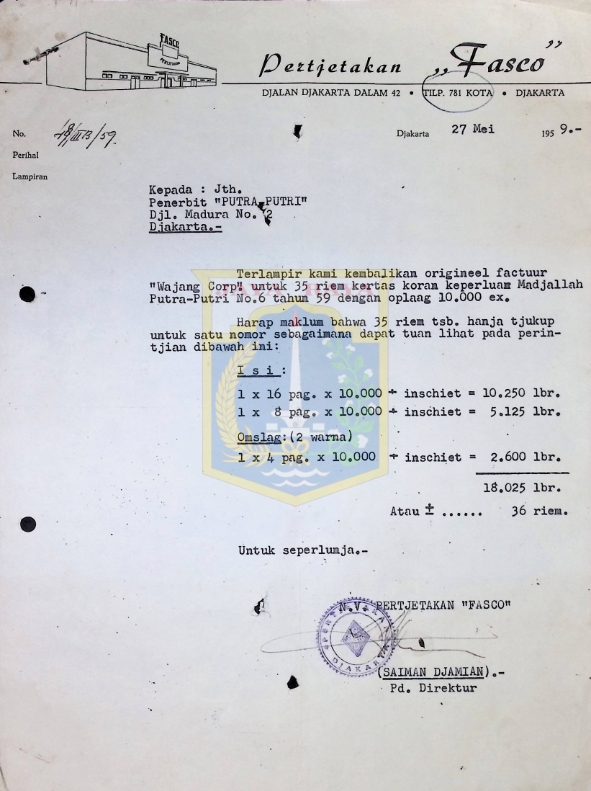 FASCO
Pertjetakan „Fasco”
DJALAN DJAKARTA DALAM 42 • TILP. 781 KOTA • DJAKARTA
No. /59.
Djakarta 27 Mei 1959.-
Perihal
Lampiran
Kepada : Jth.
Penerbit "PUTRA PUTRI"
Djl. Madura No. 2
Djakarta.-
Terlampir kami kembalikan origineel factuur
"Wajang Corp" untuk 35 riem kertas koran keperluan Madjallah
Putra-Putri No.6 tahun 59 dengan oplaag 10.000 ex.
Harap maklum bahwa 35 riem tsb. hanja tjukup
untuk satu nomor sebagaimana dapat tuan lihat pada perin-
tjian dibawah ini:
I s i :
1 x 16 pag. x 10.000 + inschiet = 10.250 lbr.
1 x 8 pag. x 10.000 + inschiet = 5.125 lbr.
Omslag:(2 warna)
1 x 4 pag. x 10.000 + inschiet = 2.600 lbr.
18.025 lbr.
Atau ± ...... 36 riem.
Untuk seperlunja.-
N.V. PERTJETAKAN "FASCO"
DJAKARTA
(SAIMAN DJAMIAN).-
Pd. Direktur